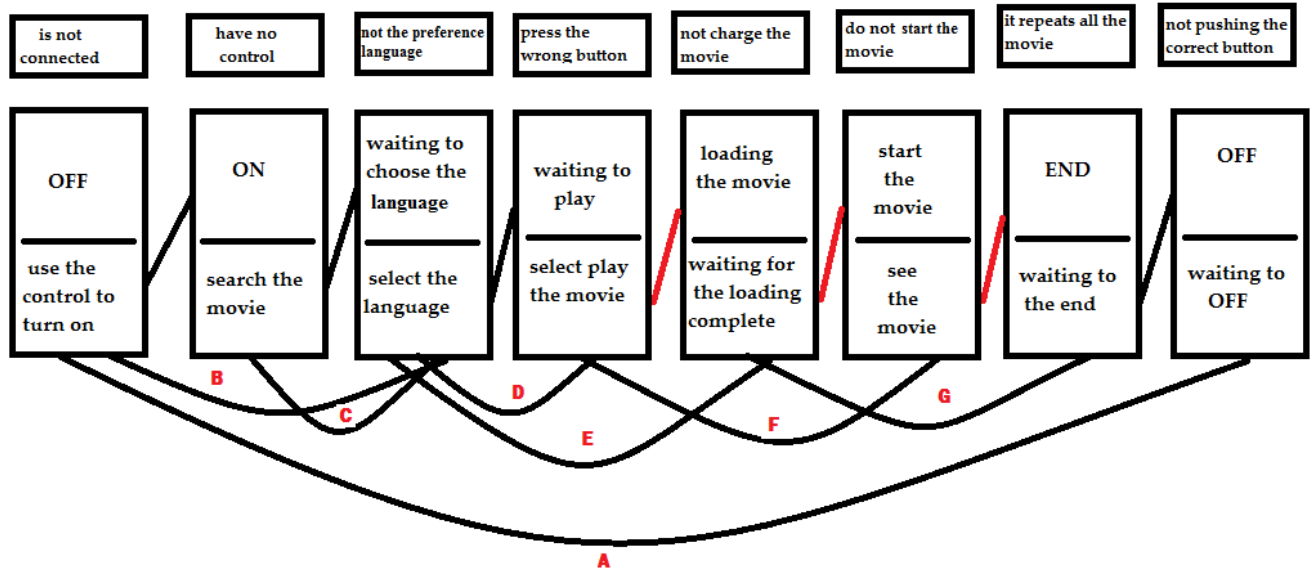 is not
connected
have no
control
not the preference
language
press the
wrong button
not charge the
movie
do not start the
movie
it repeats all the
movie
not pushing the
correct button
OFF
use the
control to
turn on
ON
search the
movie
waiting to
choose the
language
select the
language
waiting to
play
select play
the movie
loading
the movie
waiting for
the loading
complete
start
the
movie
see
the
movie
END
waiting to
the end
OFF
waiting to
OFF
B
C
D
E
F
G
A